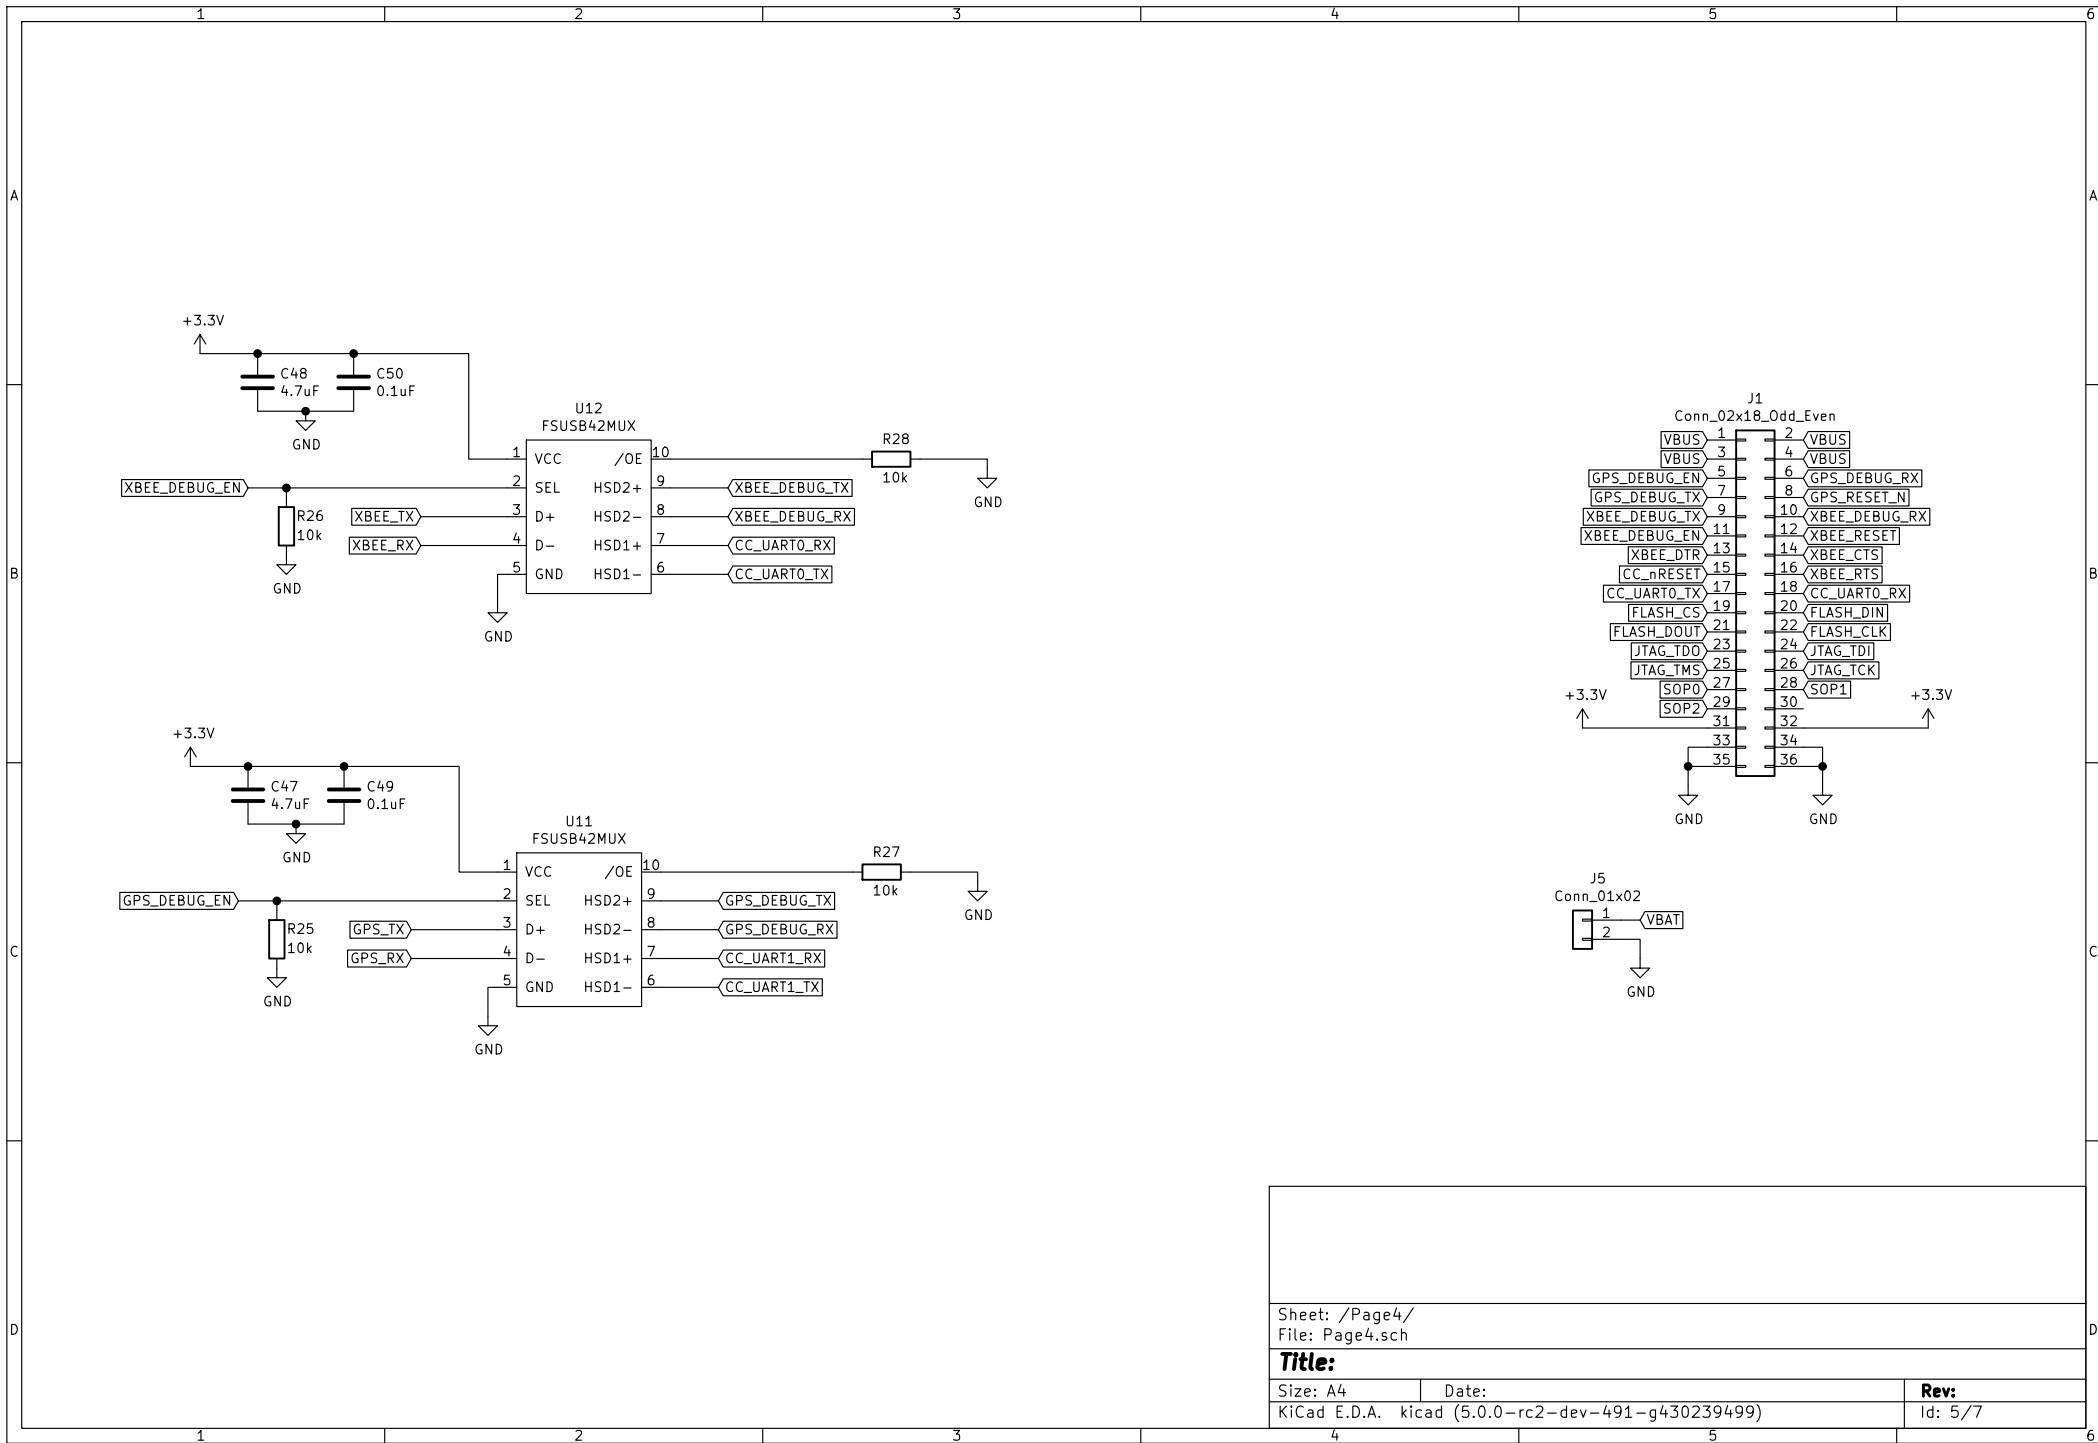 1 2 3 4 5 6
A A
+3.3V
C48
4.7uF
C50
0.1uF
GND
U12
FSUSB42MUX
1 VCC /OE 10
2 SEL HSD2+ 9
3 D+ HSD2- 8
4 D- HSD1+ 7
5 GND HSD1- 6
R28
10k
GND
XBEE_DEBUG_EN
R26
10k
GND
XBEE_TX
XBEE_RX
GND
XBEE_DEBUG_TX
XBEE_DEBUG_RX
CC_UART0_RX
CC_UART0_TX
B B
J1
Conn_02x18_Odd_Even
VBUS 1 2 VBUS
VBUS 3 4 VBUS
GPS_DEBUG_EN 5 6 GPS_DEBUG_RX
GPS_DEBUG_TX 7 8 GPS_RESET_N
XBEE_DEBUG_TX 9 10 XBEE_DEBUG_RX
XBEE_DEBUG_EN 11 12 XBEE_RESET
XBEE_DTR 13 14 XBEE_CTS
CC_nRESET 15 16 XBEE_RTS
CC_UART0_TX 17 18 CC_UART0_RX
FLASH_CS 19 20 FLASH_DIN
FLASH_DOUT 21 22 FLASH_CLK
JTAG_TDO 23 24 JTAG_TDI
JTAG_TMS 25 26 JTAG_TCK
SOP0 27 28 SOP1
SOP2 29 30
+3.3V 31 32 +3.3V
33 34
35 36
GND GND
+3.3V
C47
4.7uF
C49
0.1uF
GND
U11
FSUSB42MUX
1 VCC /OE 10
2 SEL HSD2+ 9
3 D+ HSD2- 8
4 D- HSD1+ 7
5 GND HSD1- 6
R27
10k
GND
GPS_DEBUG_EN
R25
10k
GND
GPS_TX
GPS_RX
GND
GPS_DEBUG_TX
GPS_DEBUG_RX
CC_UART1_RX
CC_UART1_TX
J5
Conn_01x02
1 VBAT
2
GND
C C
Sheet: /Page4/
File: Page4.sch
Title:
Size: A4 Date: Rev:
KiCad E.D.A. kicad (5.0.0-rc2-dev-491-g430239499) Id: 5/7
D D
1 2 3 4 5 6